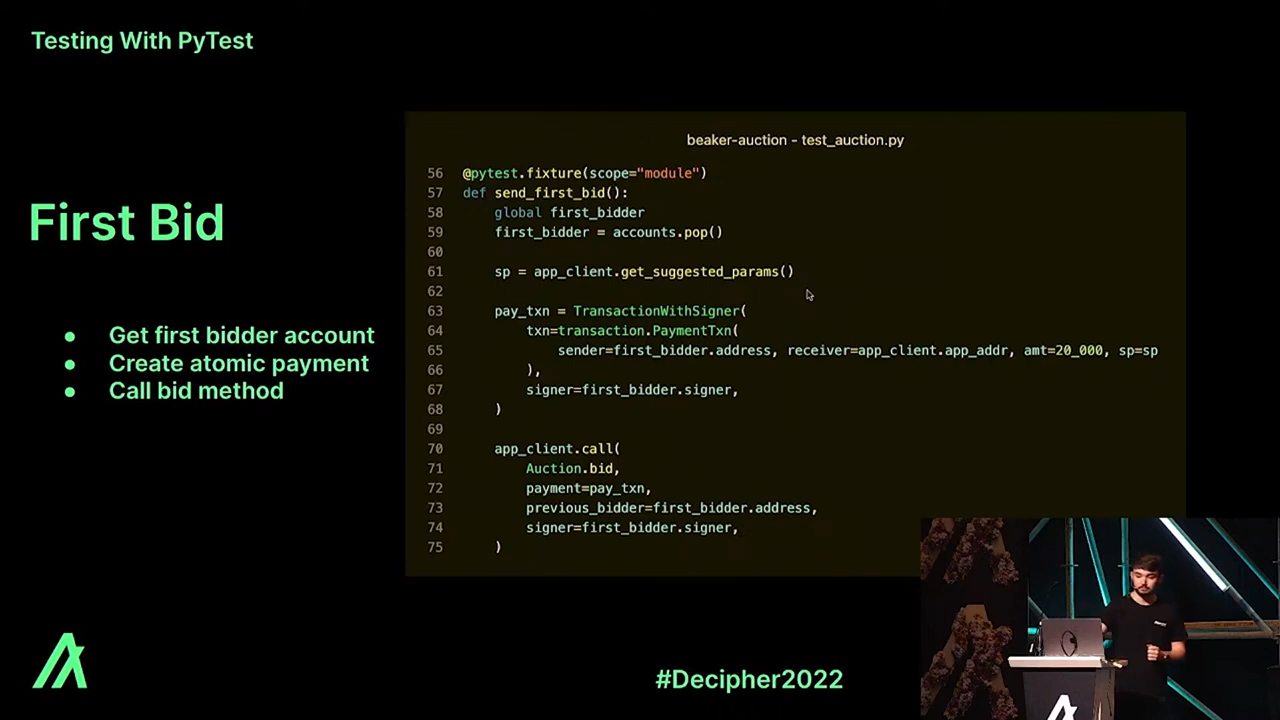 Testing With PyTest
First Bid
● Get first bidder account
● Create atomic payment
● Call bid method
beaker-auction - test_auction.py
56 @pytest.fixture(scope="module")
57 def send_first_bid():
58     global first_bidder
59     first_bidder = accounts.pop()
60
61     sp = app_client.get_suggested_params()
62
63     pay_txn = TransactionWithSigner(
64         txn=transaction.PaymentTxn(
65             sender=first_bidder.address, receiver=app_client.app_addr, amt=20_000, sp=sp
66         ),
67         signer=first_bidder.signer,
68     )
69
70     app_client.call(
71         Auction.bid,
72         payment=pay_txn,
73         previous_bidder=first_bidder.address,
74         signer=first_bidder.signer,
75     )
#Decipher2022